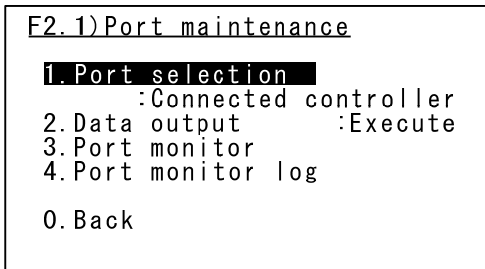 F2.1)Port maintenance
1.Port selection
:Connected controller
2.Data output :Execute
3.Port monitor
4.Port monitor log
0.Back